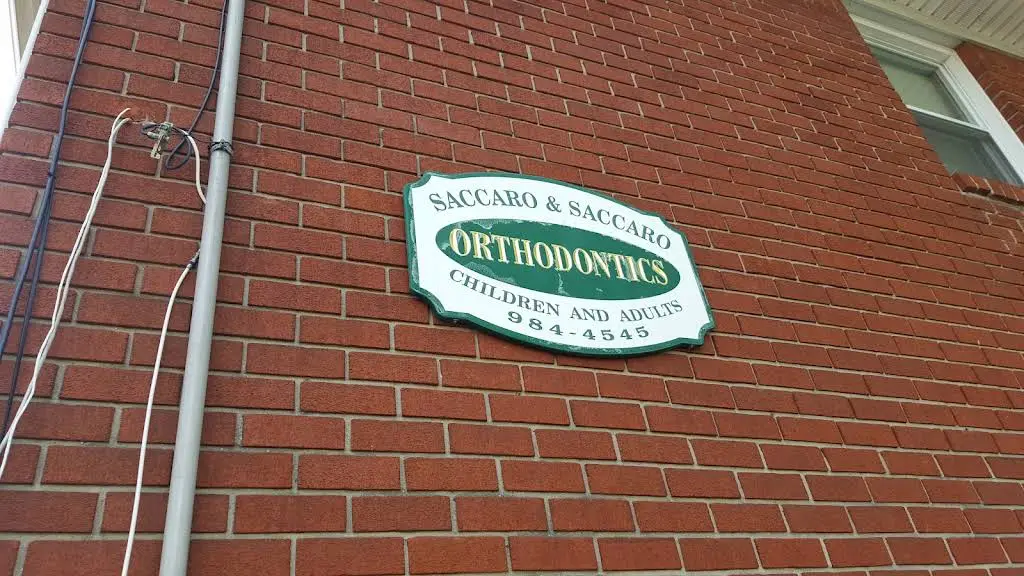 SACCARO & SACCARO
ORTHODONTICS
CHILDREN AND ADULTS
984-4545